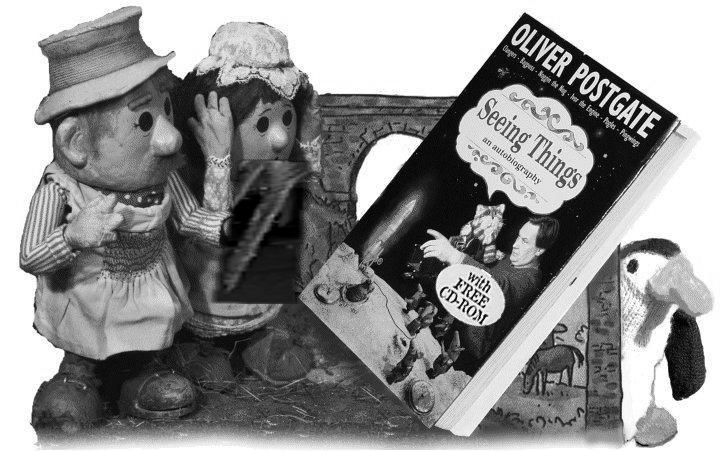 OLIVER POSTGATE
Clangers · Bagpuss · Noggin the Nog · Ivor the Engine · Pogles · Pingwings
Seeing Things
an autobiography
with
FREE
CD-ROM